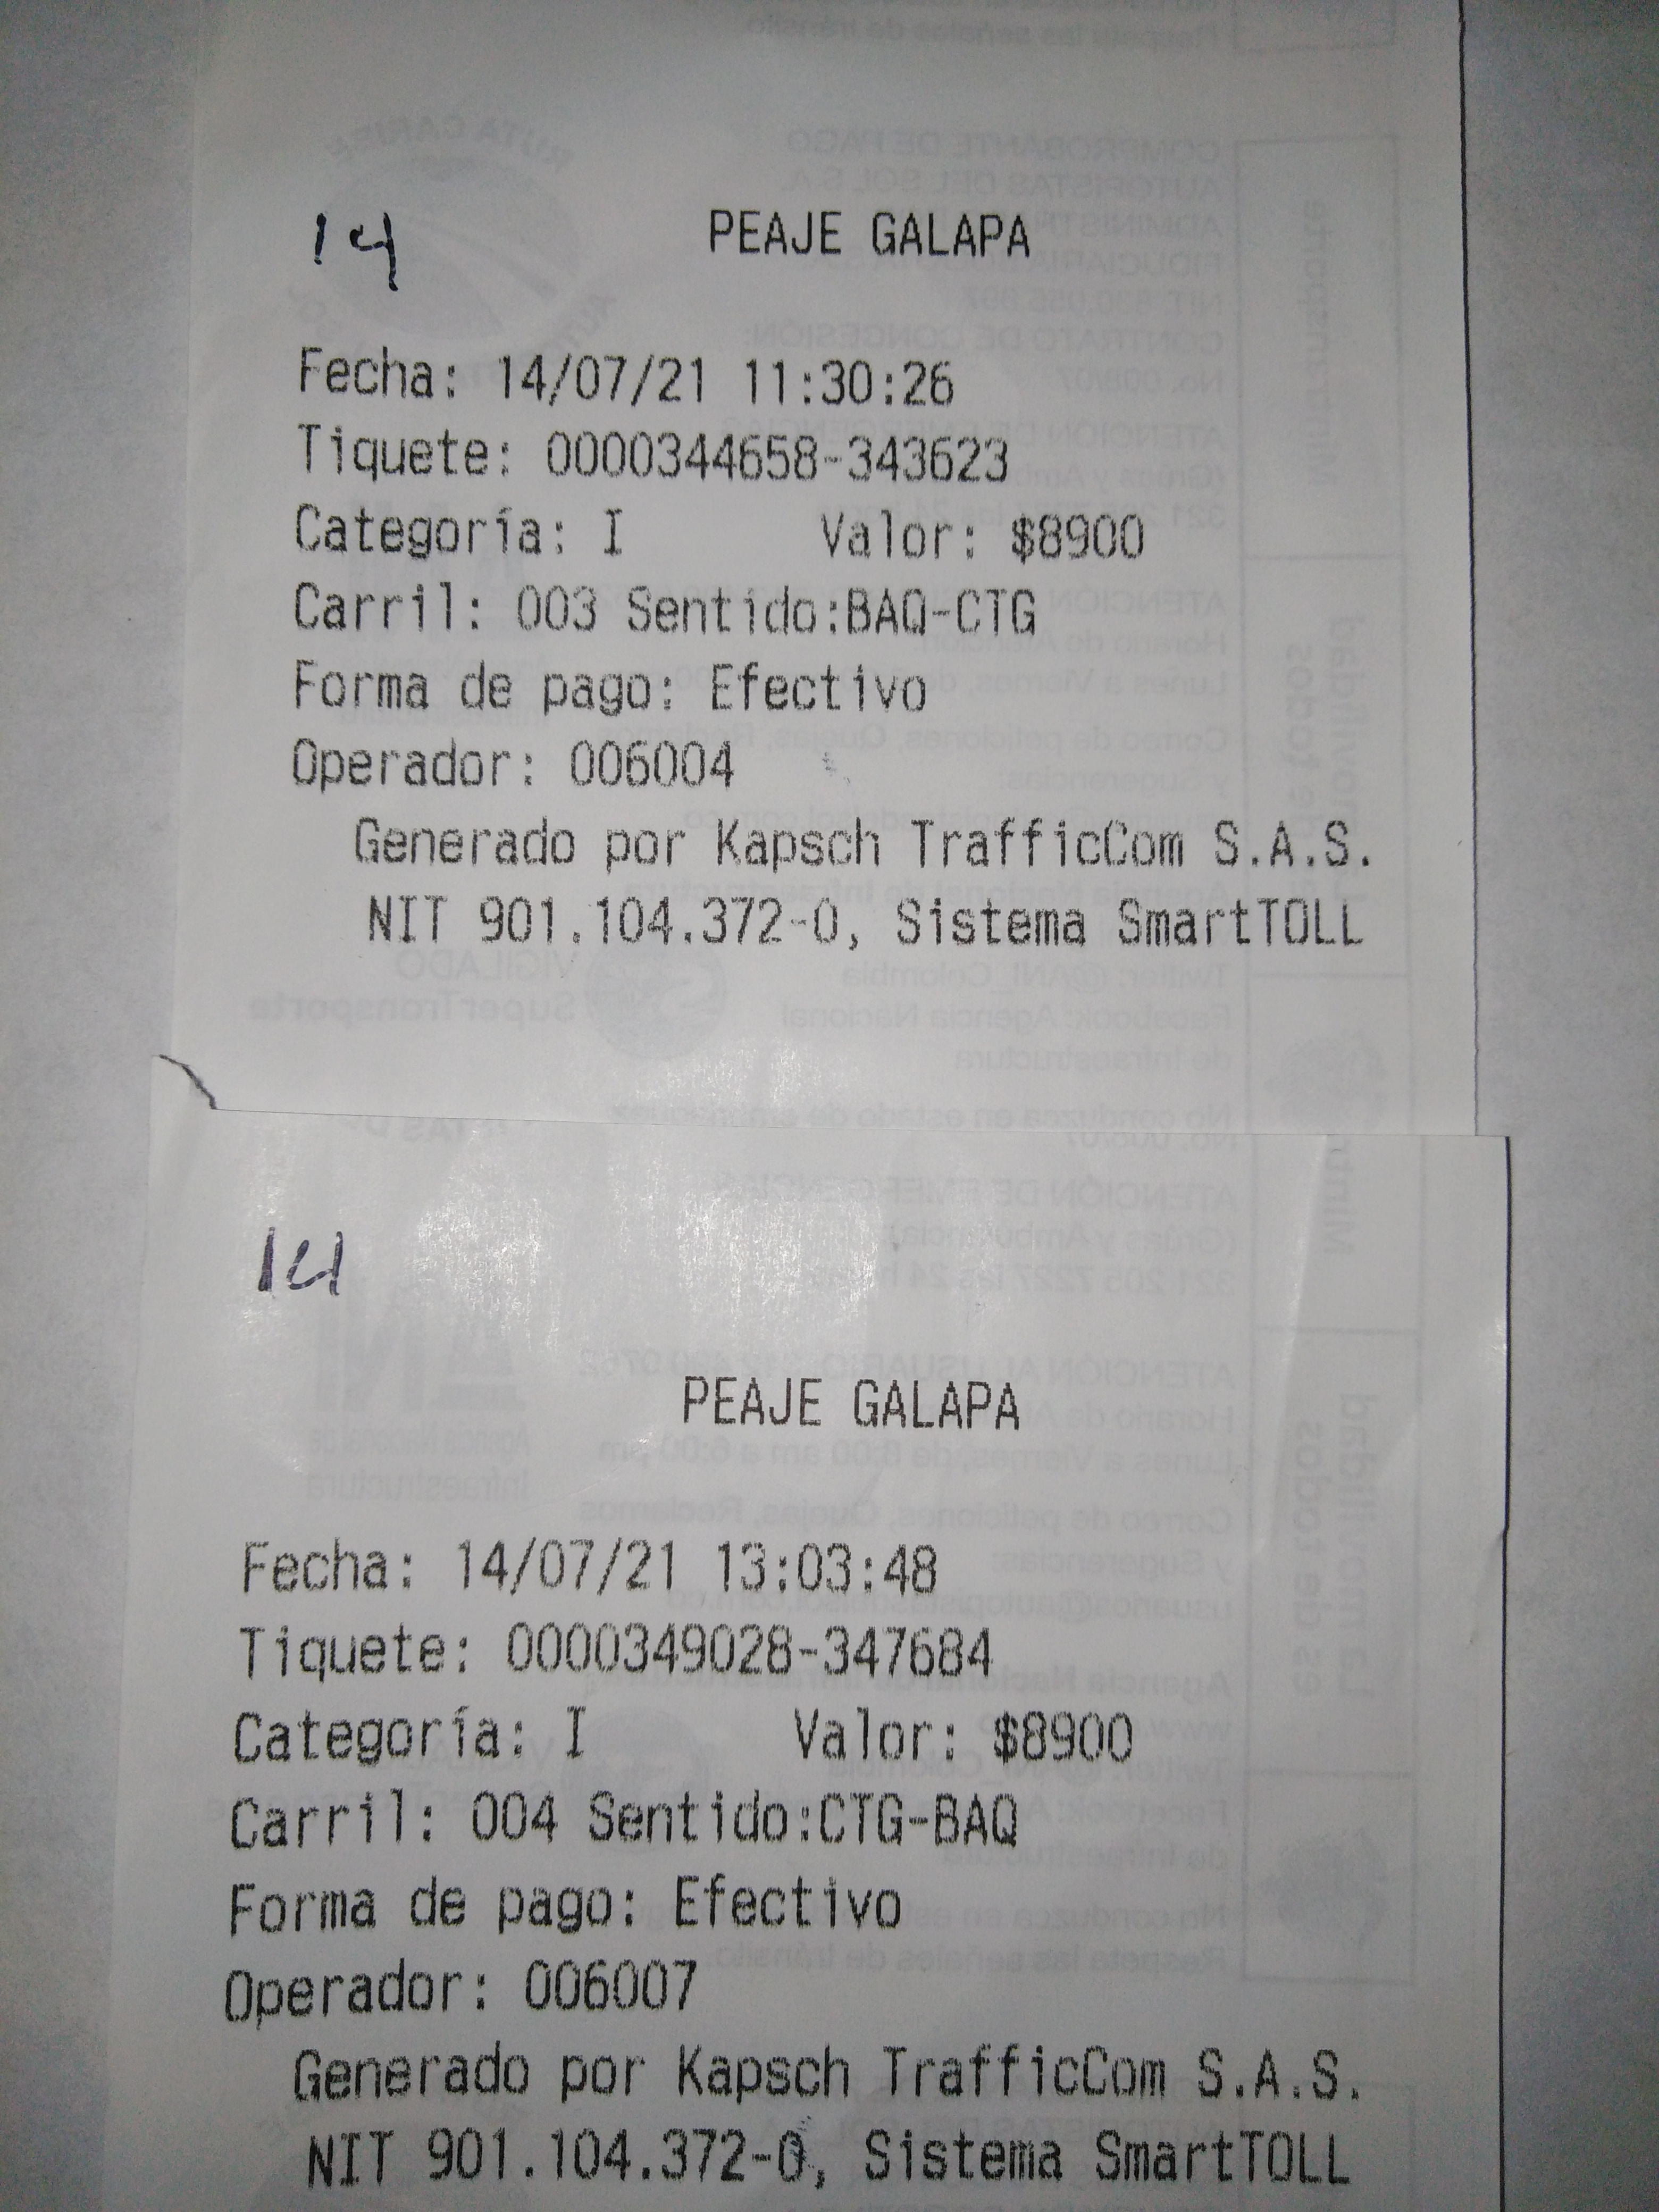 14
PEAJE GALAPA
Fecha: 14/07/21 11:30:26
Tiquete: 0000344658-343623
Categoría: I Valor: $8900
Carril: 003 Sentido:BAQ-CTG
Forma de pago: Efectivo
Operador: 006004
Generado por Kapsch TrafficCom S.A.S.
NIT 901.104.372-0, Sistema SmartTOLL
14
PEAJE GALAPA
Fecha: 14/07/21 13:03:48
Tiquete: 0000349028-347684
Categoría: I Valor: $8900
Carril: 004 Sentido:CTG-BAQ
Forma de pago: Efectivo
Operador: 006007
Generado por Kapsch TrafficCom S.A.S.
NIT 901.104.372-0, Sistema SmartTOLL